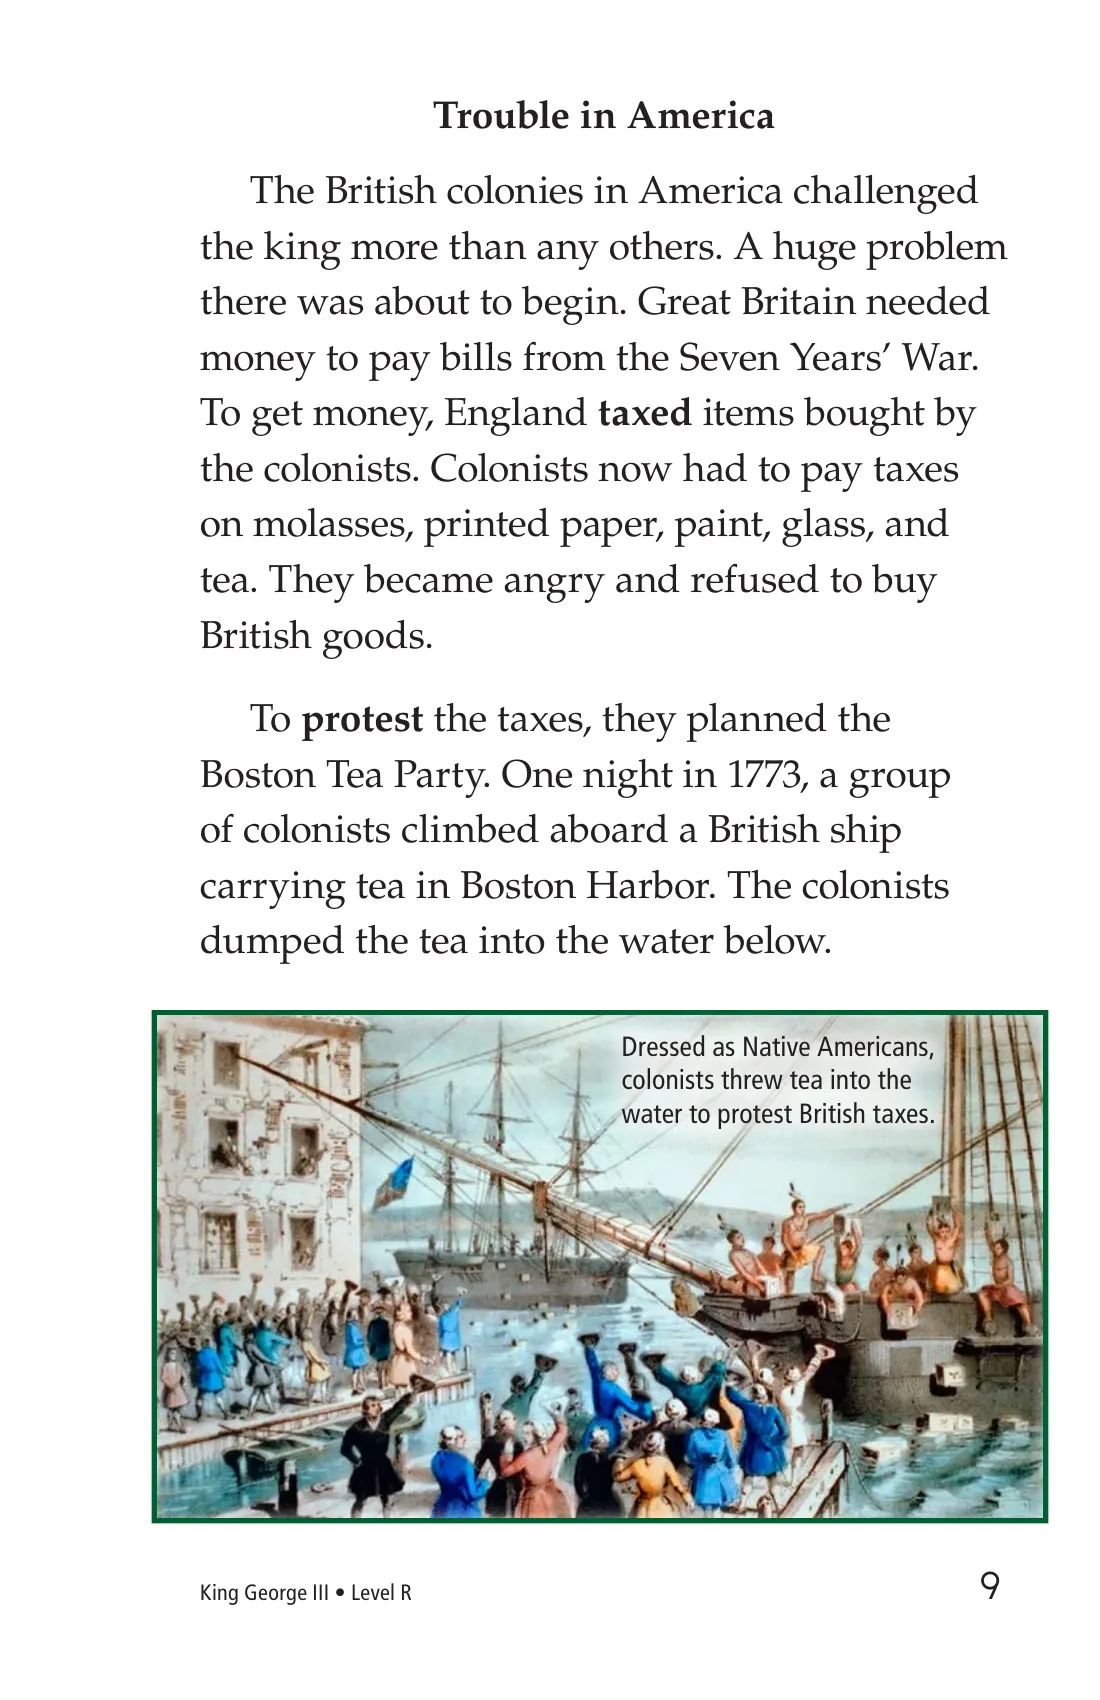 Trouble in America
The British colonies in America challenged
the king more than any others. A huge problem
there was about to begin. Great Britain needed
money to pay bills from the Seven Years’ War.
To get money, England taxed items bought by
the colonists. Colonists now had to pay taxes
on molasses, printed paper, paint, glass, and
tea. They became angry and refused to buy
British goods.
To protest the taxes, they planned the
Boston Tea Party. One night in 1773, a group
of colonists climbed aboard a British ship
carrying tea in Boston Harbor. The colonists
dumped the tea into the water below.
Dressed as Native Americans,
colonists threw tea into the
water to protest British taxes.
King George III • Level R
9